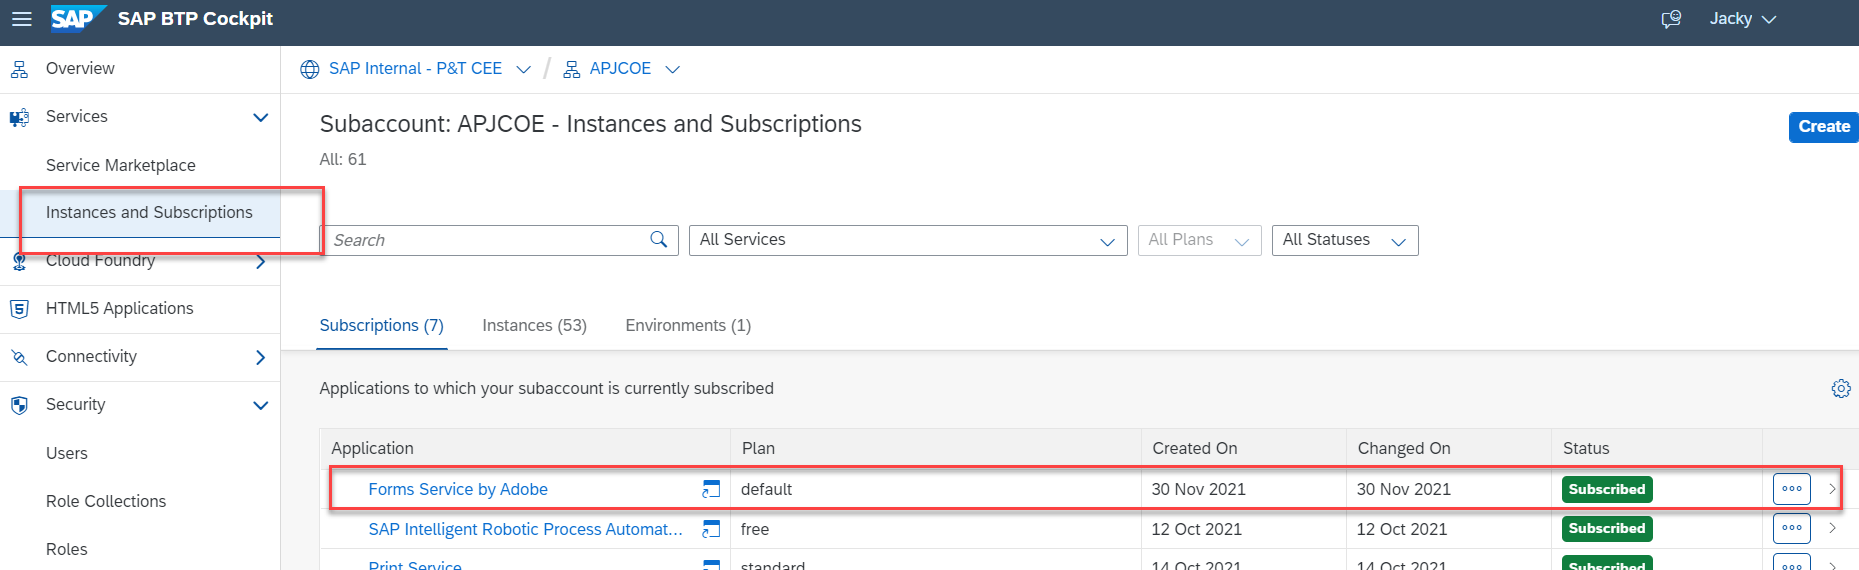 SAP SAP BTP Cockpit Jacky
Overview
SAP Internal - P&T CEE / APJCOE
Services
Subaccount: APJCOE - Instances and Subscriptions
Create
All: 61
Service Marketplace
Instances and Subscriptions
Search All Services All Plans All Statuses
Cloud Foundry
HTML5 Applications
Subscriptions (7) Instances (53) Environments (1)
Connectivity
Applications to which your subaccount is currently subscribed
Security
Application Plan Created On Changed On Status
Users
Forms Service by Adobe default 30 Nov 2021 30 Nov 2021 Subscribed
Role Collections
SAP Intelligent Robotic Process Automat... free 12 Oct 2021 12 Oct 2021 Subscribed
Roles
Print Service standard 14 Oct 2021 14 Oct 2021 Subscribed